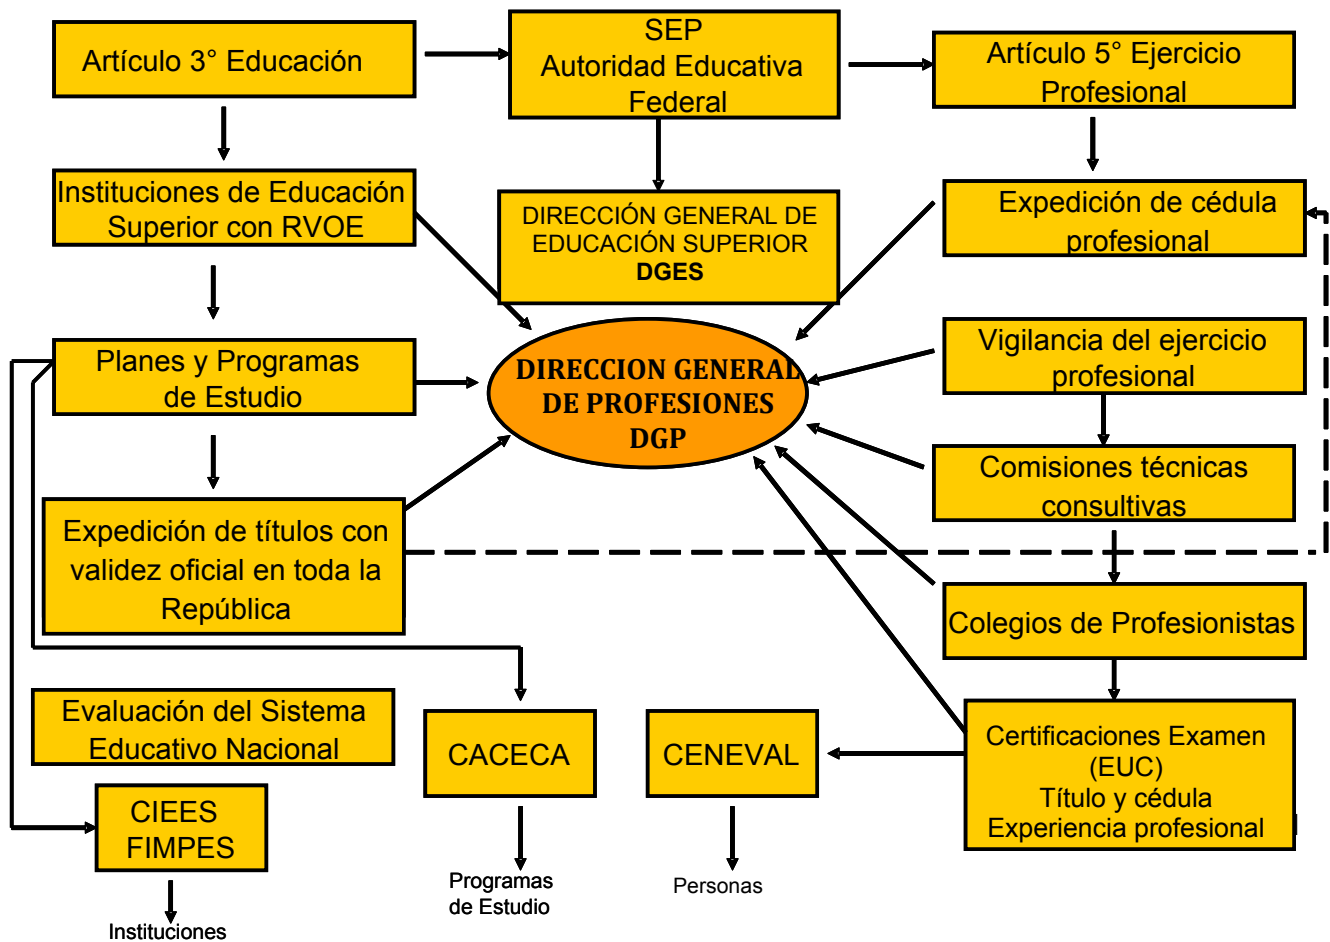 Artículo 3° Educación
SEP
Autoridad Educativa
Federal
Artículo 5° Ejercicio
Profesional
Instituciones de Educación
Superior con RVOE
DIRECCIÓN GENERAL DE
EDUCACIÓN SUPERIOR
DGES
Expedición de cédula
profesional
Planes y Programas
de Estudio
DIRECCION GENERAL
DE PROFESIONES
DGP
Vigilancia del ejercicio
profesional
Comisiones técnicas
consultivas
Expedición de títulos con
validez oficial en toda la
República
Colegios de Profesionistas
Evaluación del Sistema
Educativo Nacional
CACECA
CENEVAL
Certificaciones Examen
(EUC)
Título y cédula
Experiencia profesional
CIEES
FIMPES
Programas
de Estudio
Personas
Instituciones